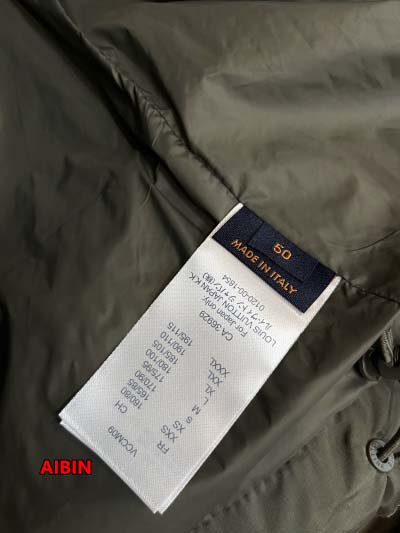 50
MADE IN ITALY
VCCM09
FR CH
XXS 160/80
XS 165/85
S 170/90
M 175/95
L 180/100
XL 185/105
XXL 190/110
XXXL 195/115
CA 36929
For Japan only:
LOUIS VUITTON JAPAN K.K.
ルイ・ヴィトン ジャパン(株)
0120-00-1854
AIBIN